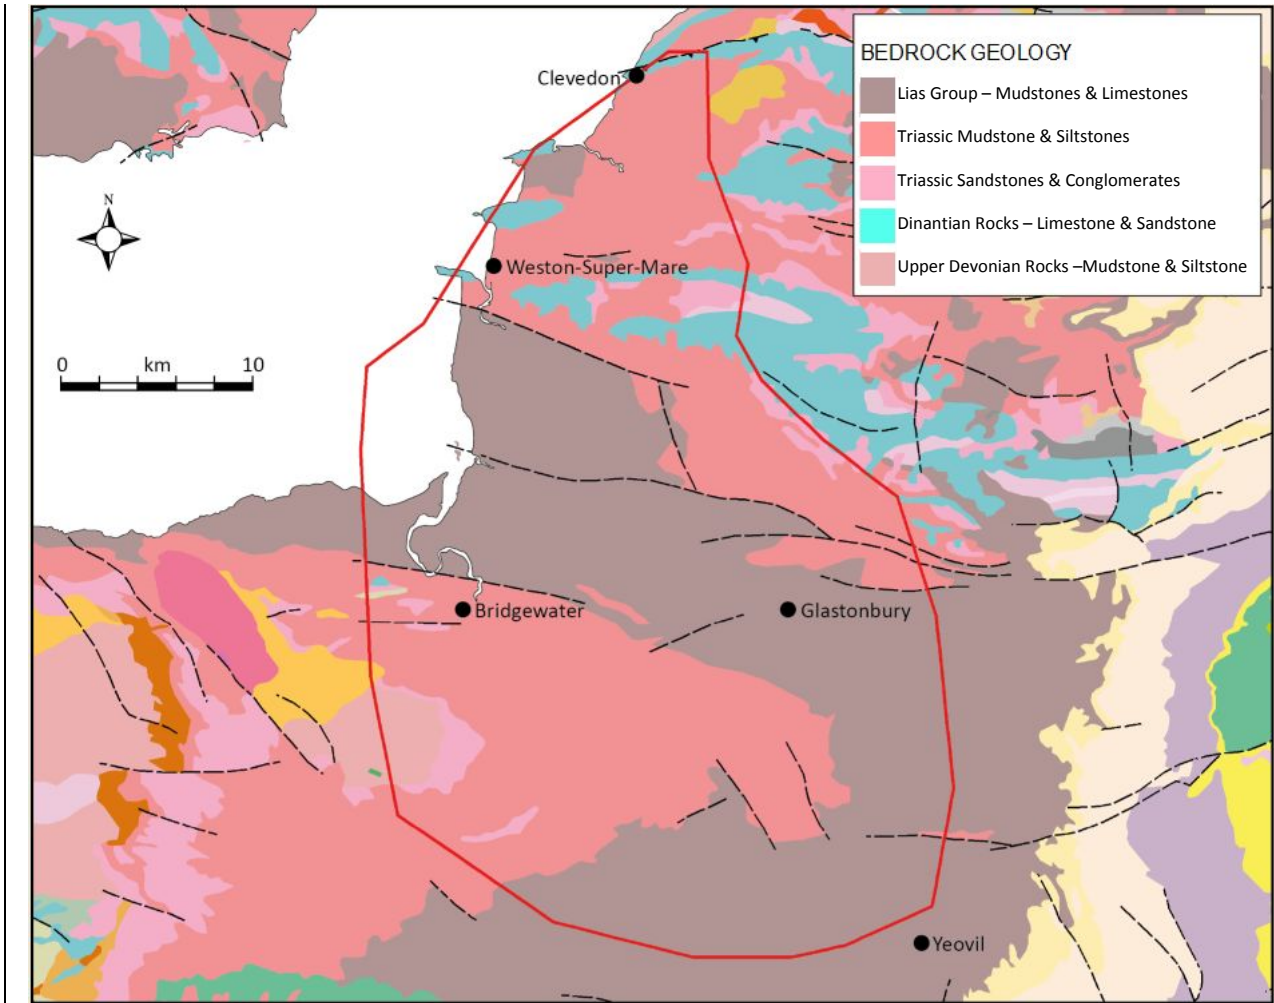 BEDROCK GEOLOGY
Lias Group – Mudstones & Limestones
Triassic Mudstone & Siltstones
Triassic Sandstones & Conglomerates
Dinantian Rocks – Limestone & Sandstone
Upper Devonian Rocks –Mudstone & Siltstone
Clevedon
N
Weston-Super-Mare
0 km 10
Bridgewater
Glastonbury
Yeovil